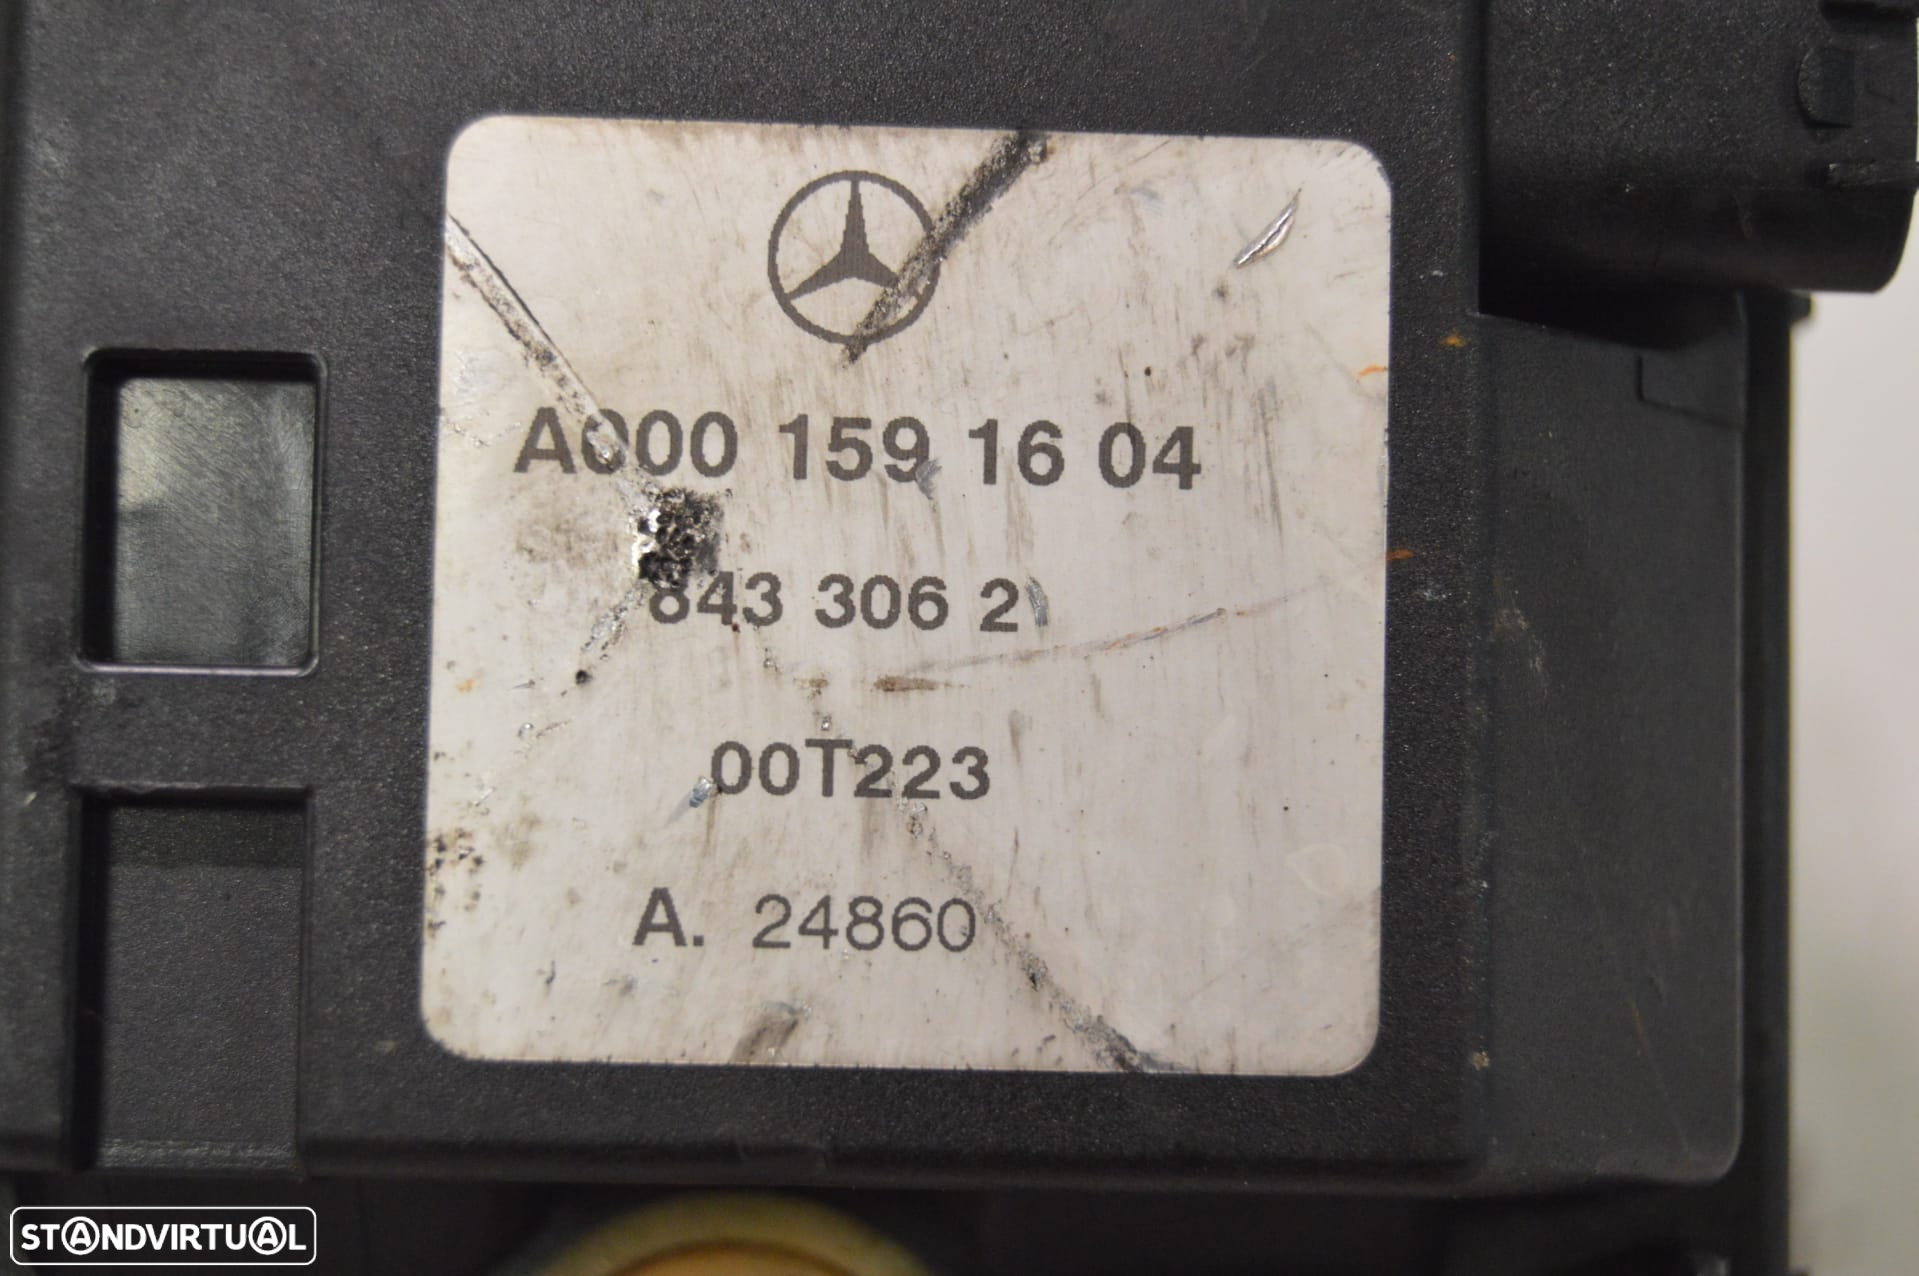 A000 159 16 04
843 306 2
00T223
A. 24860
STANDVIRTUAL